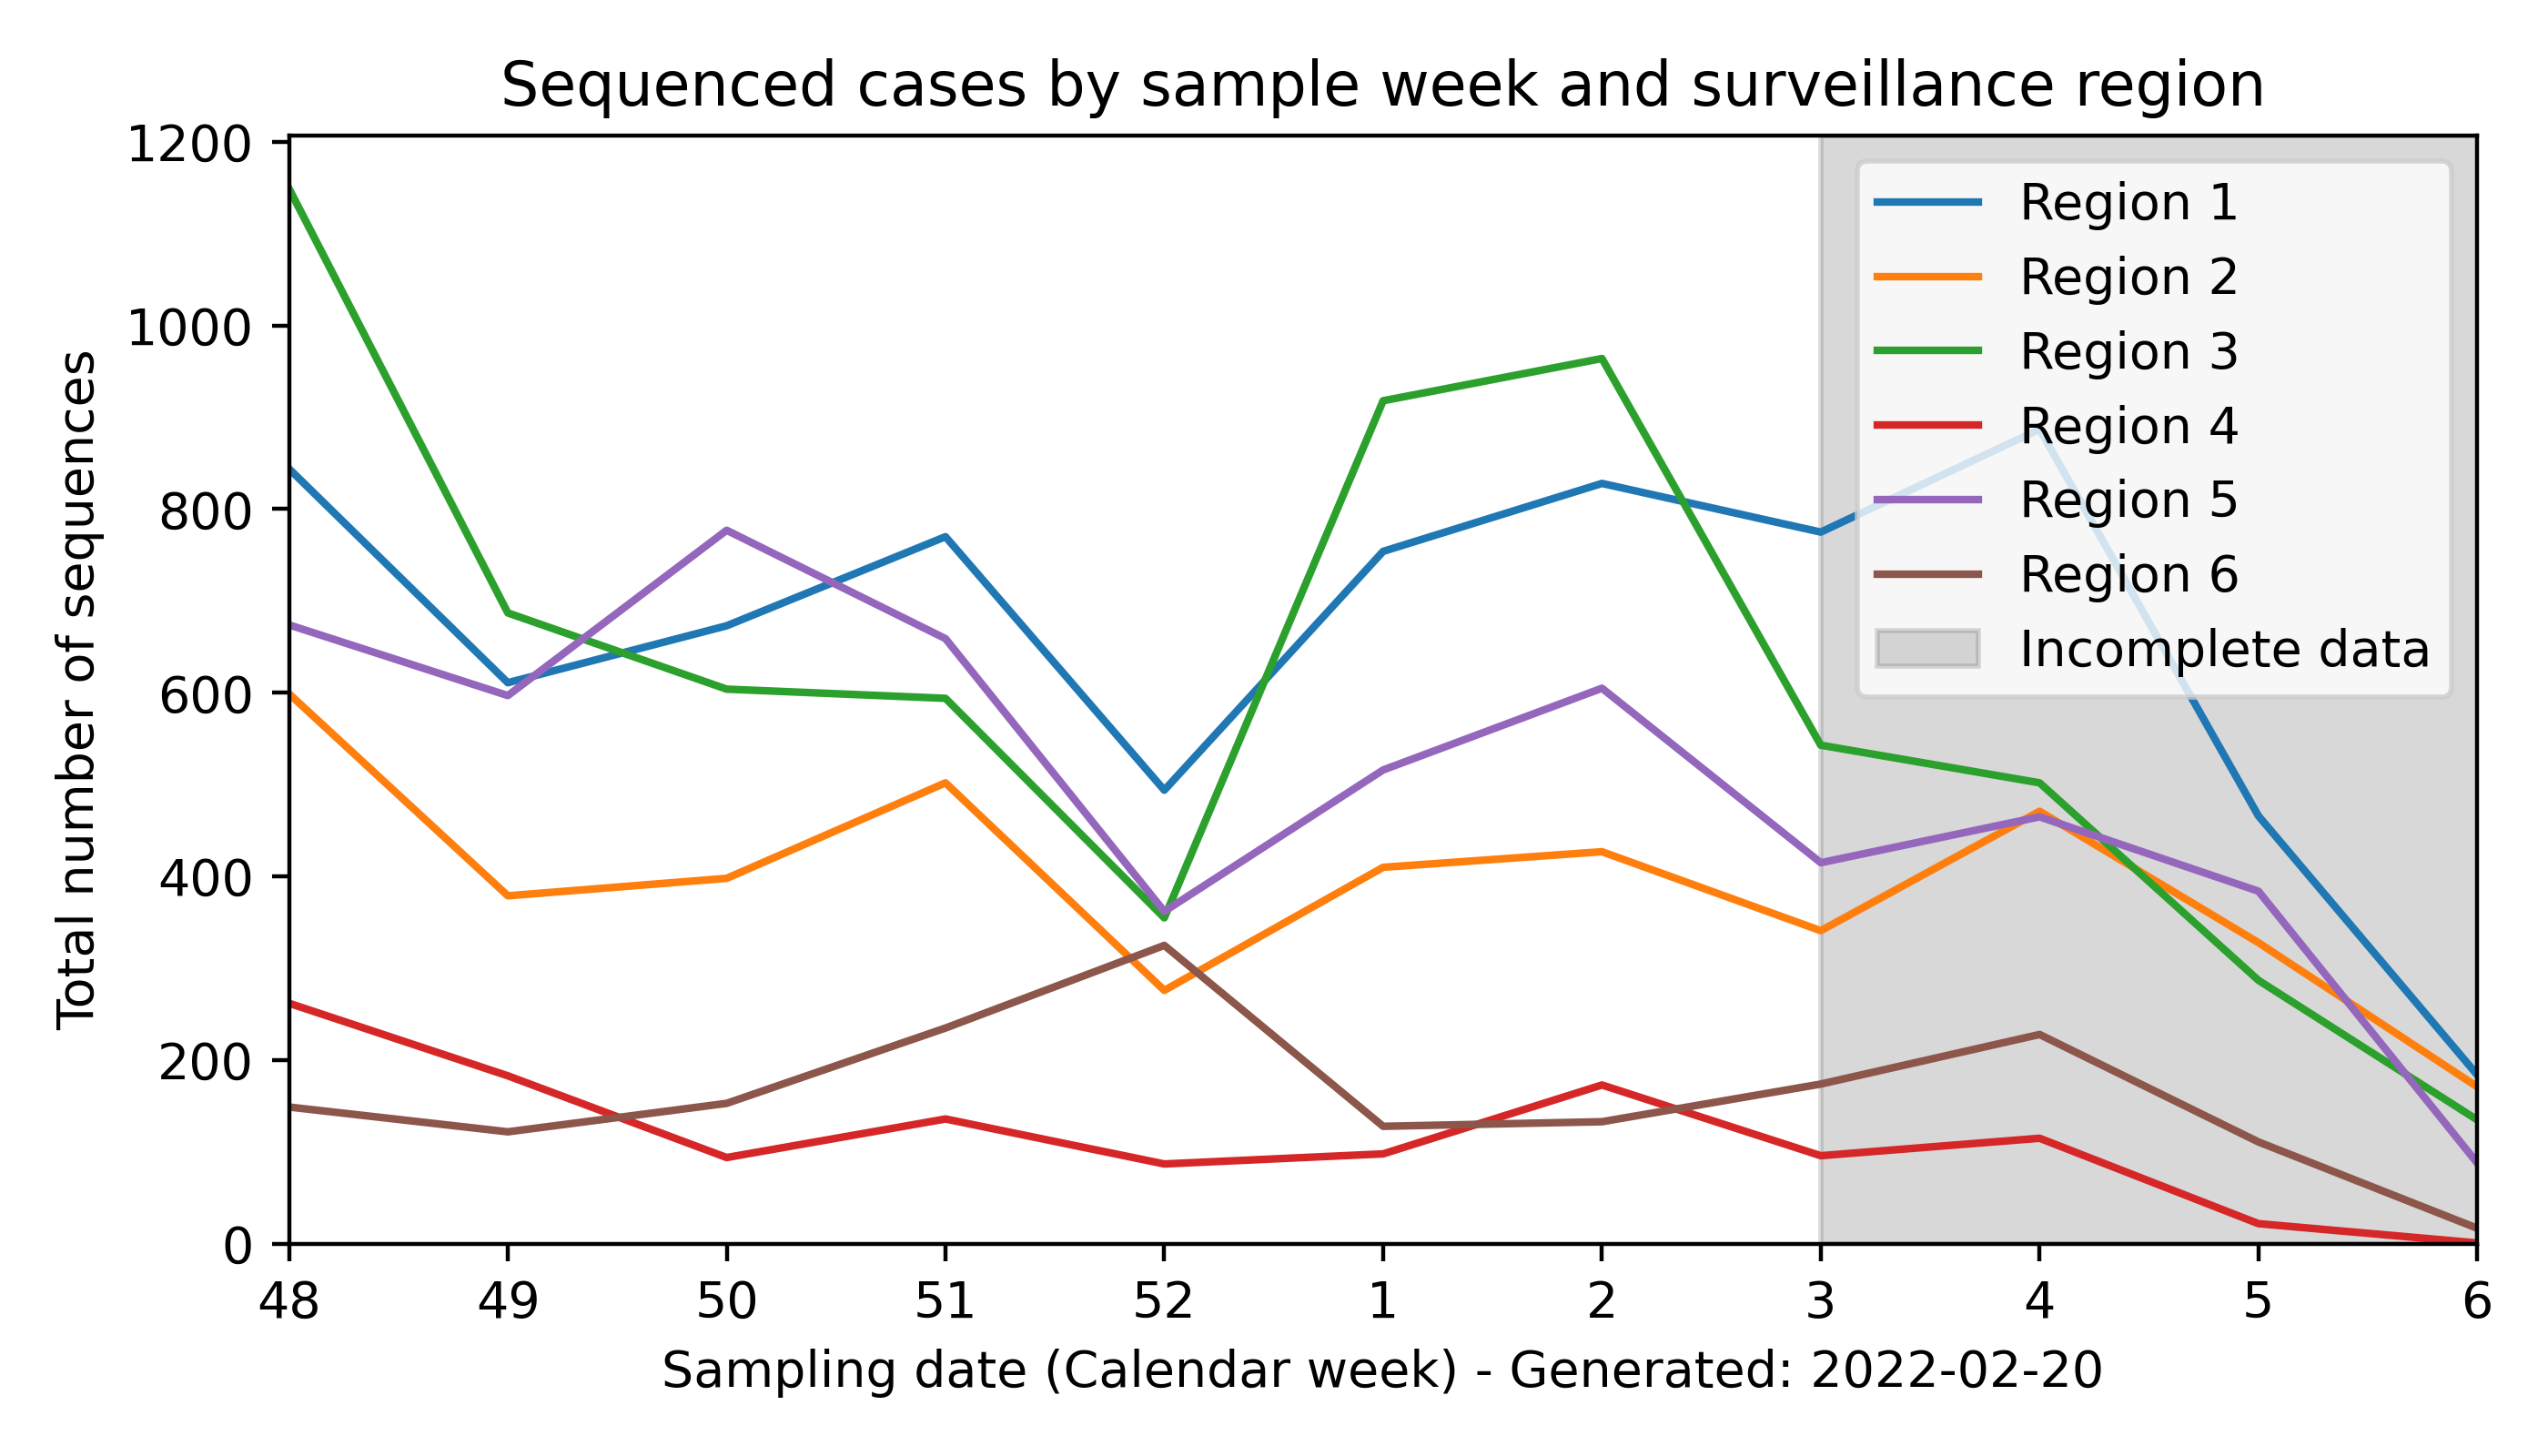 Sequenced cases by sample week and surveillance region
1200
1000
800
600
400
200
0
Total number of sequences
Region 1
Region 2
Region 3
Region 4
Region 5
Region 6
Incomplete data
48 49 50 51 52 1 2 3 4 5 6
Sampling date (Calendar week) - Generated: 2022-02-20